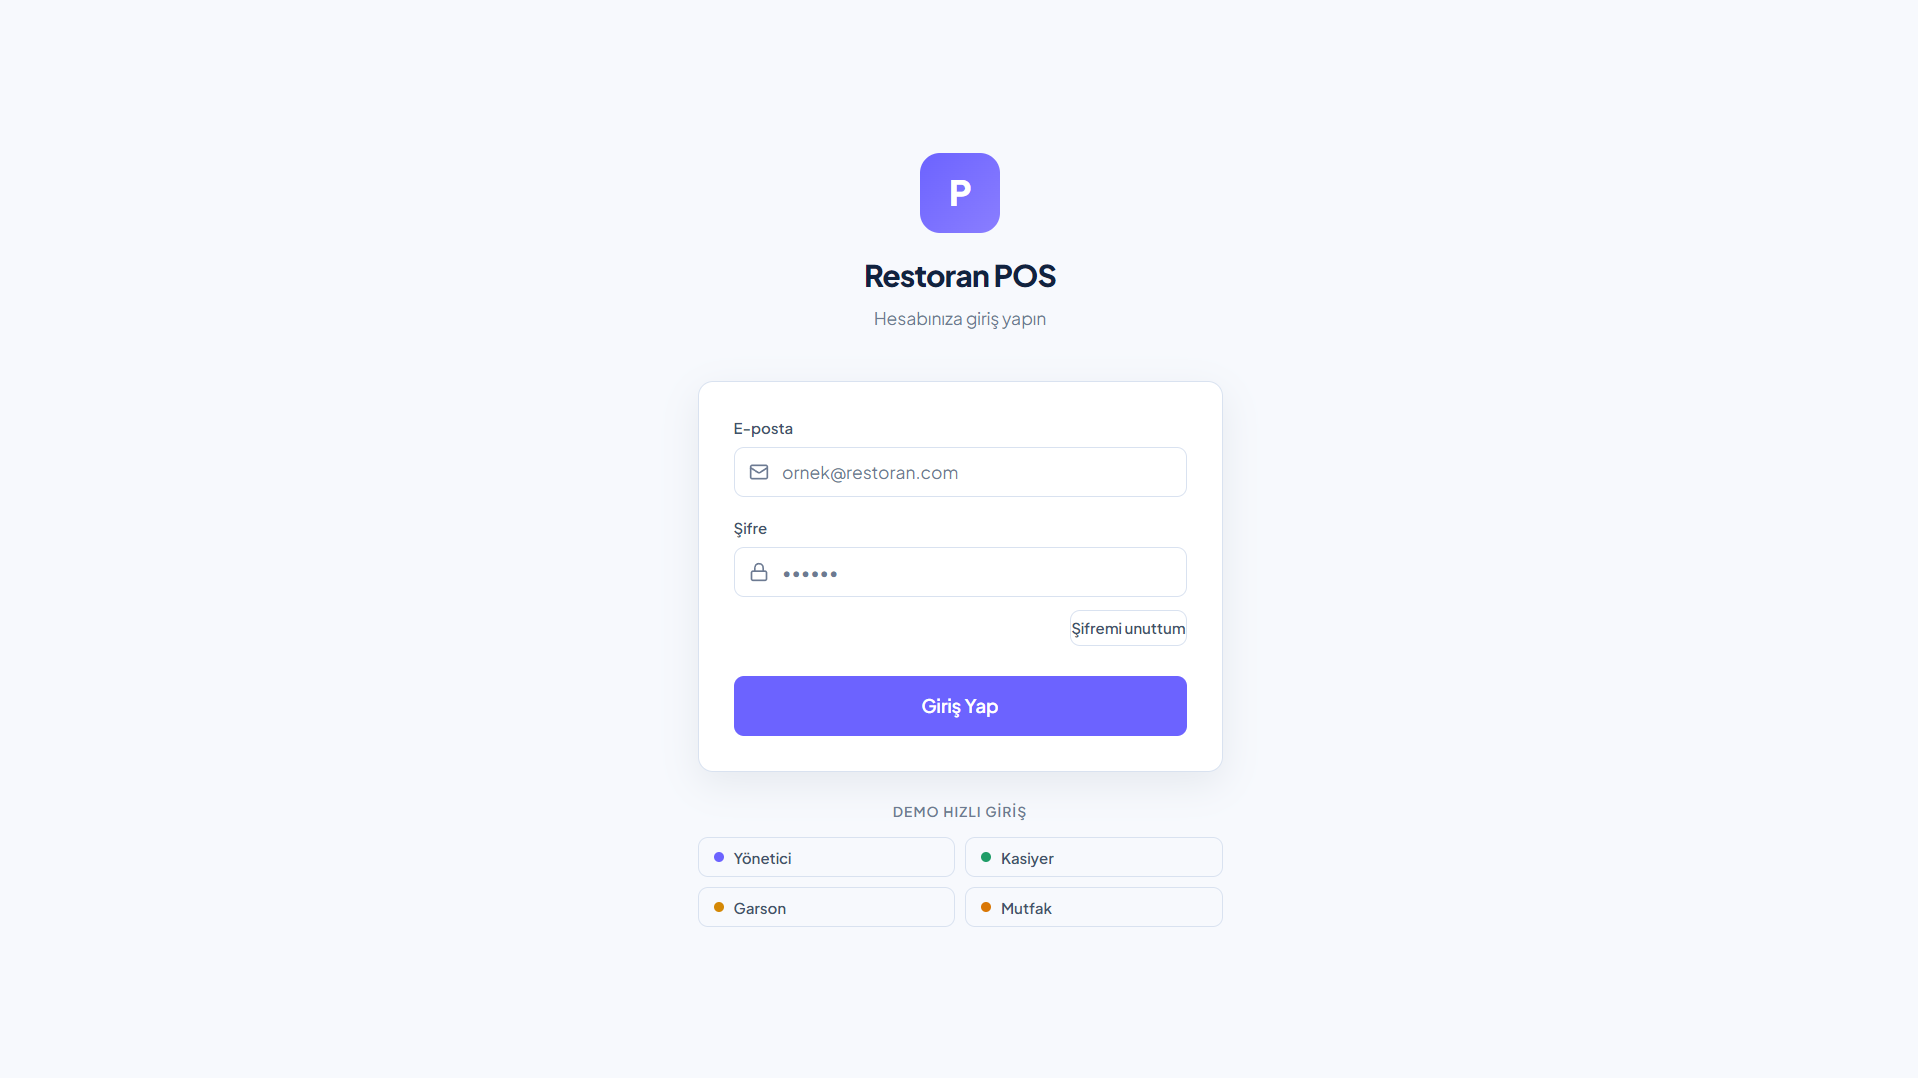 P
Restoran POS
Hesabınıza giriş yapın
E-posta
ornek@restoran.com
Şifre
••••••
Şifremi unuttum
Giriş Yap
DEMO HIZLI GİRİŞ
Yönetici
Kasiyer
Garson
Mutfak